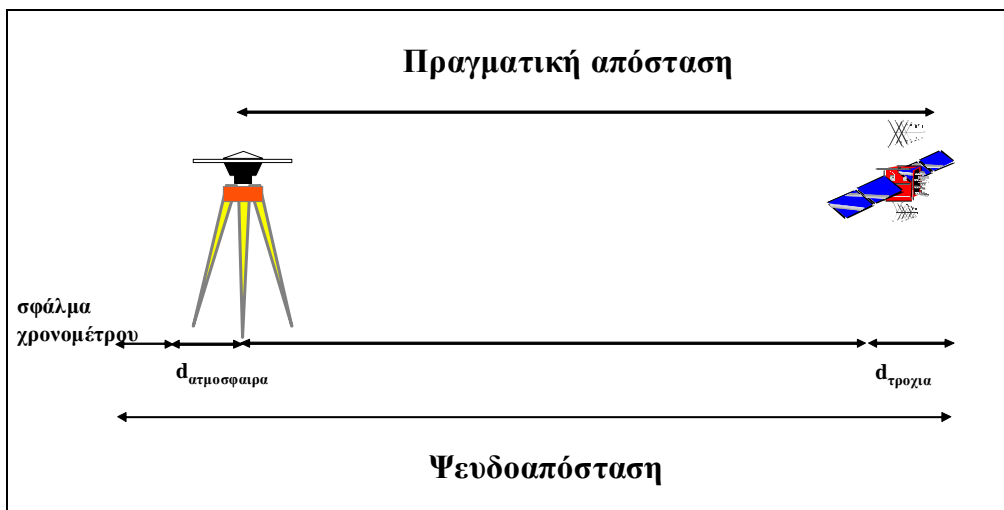 Πραγματική απόσταση
σφάλμα
χρονομέτρου
dατμοσφαιρα
dτροχια
Ψευδοαπόσταση